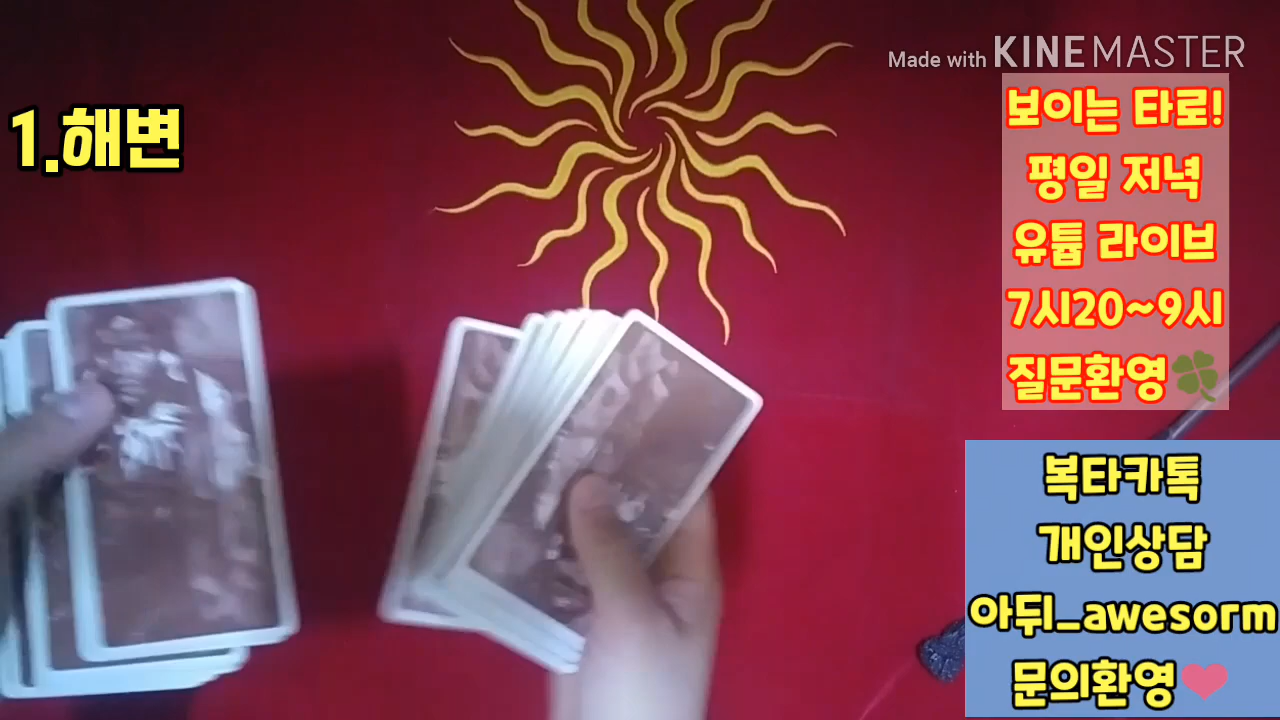 Made with KINEMASTER
1.해변
보이는 타로!
평일 저녁
유튭 라이브
7시20~9시
질문환영🍀
복타카톡
개인상담
아뒤_awesorm
문의환영❤